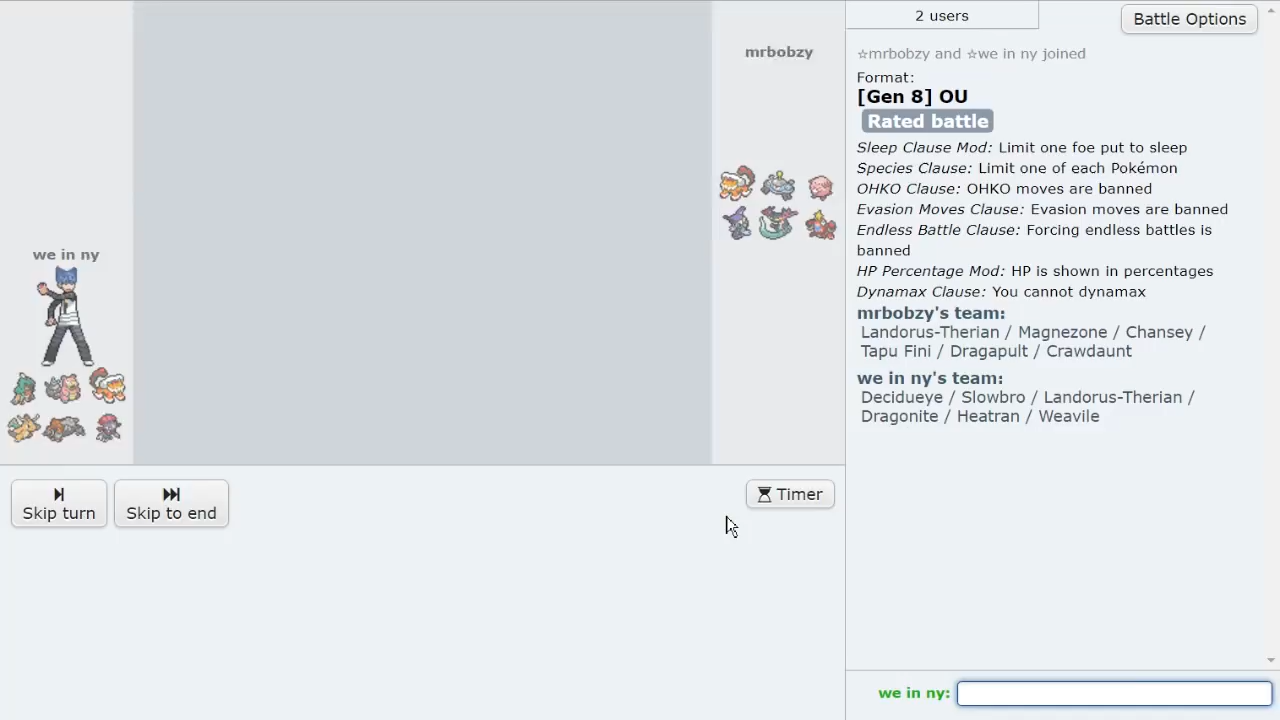 2 users
Battle Options
mrbobzy
☆mrbobzy and ☆we in ny joined
Format:
[Gen 8] OU
Rated battle
Sleep Clause Mod: Limit one foe put to sleep
Species Clause: Limit one of each Pokémon
OHKO Clause: OHKO moves are banned
Evasion Moves Clause: Evasion moves are banned
Endless Battle Clause: Forcing endless battles is
banned
HP Percentage Mod: HP is shown in percentages
Dynamax Clause: You cannot dynamax
mrbobzy's team:
Landorus-Therian / Magnezone / Chansey /
Tapu Fini / Dragapult / Crawdaunt
we in ny's team:
Decidueye / Slowbro / Landorus-Therian /
Dragonite / Heatran / Weavile
we in ny
Skip turn
Skip to end
Timer
we in ny: